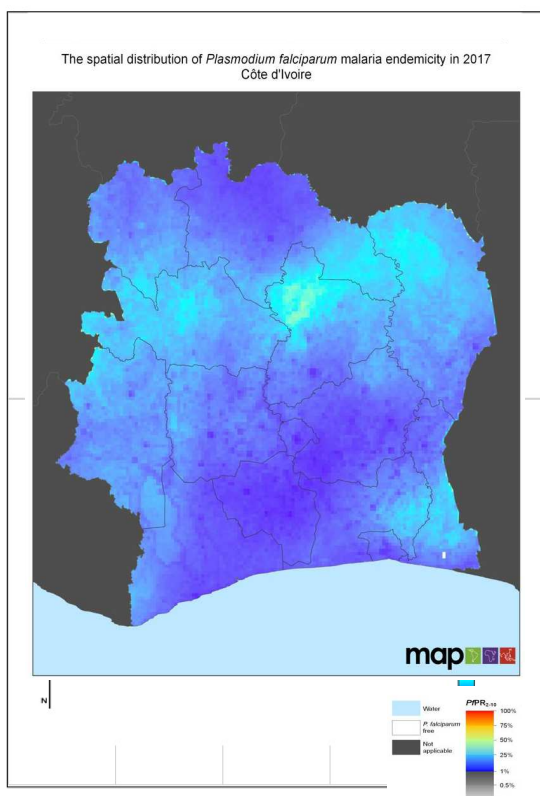 The spatial distribution of Plasmodium falciparum malaria endemicity in 2017
Côte d'Ivoire
map
N
Water
P. falciparum
free
Not
applicable
PfPR2-10
100%
75%
50%
25%
1%
0.5%